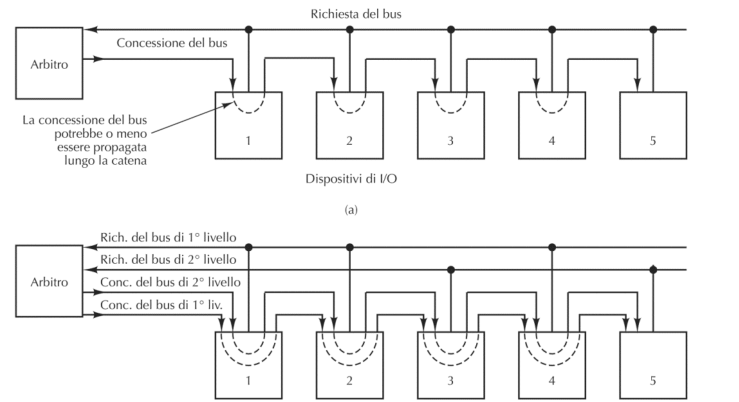 Richiesta del bus
Concessione del bus
Arbitro
La concessione del bus
potrebbe o meno
essere propagata
lungo la catena
1
2
3
4
5
Dispositivi di I/O
(a)
Rich. del bus di 1° livello
Rich. del bus di 2° livello
Arbitro
Conc. del bus di 2° livello
Conc. del bus di 1° liv.
1
2
3
4
5